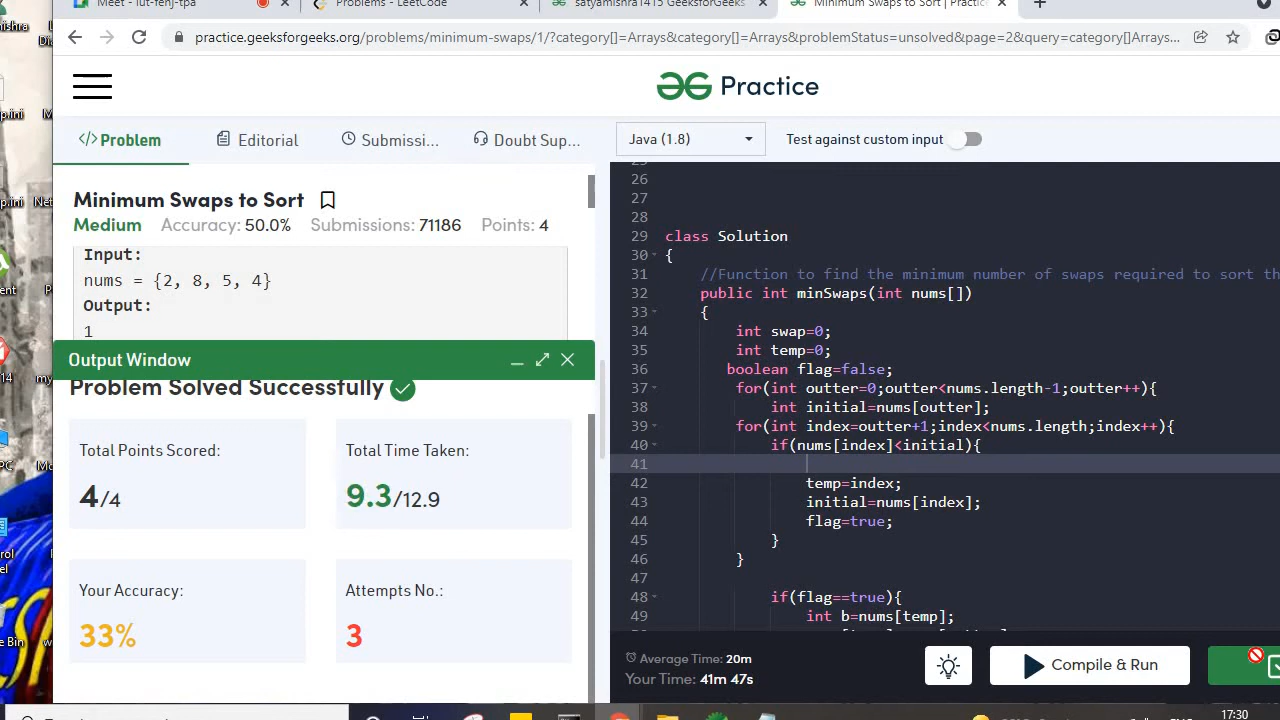 Meet - iut-fenj-tpa
Problems - LeetCode
satyamishra1415 GeeksforGeeks
Minimum Swaps to Sort | Practice
practice.geeksforgeeks.org/problems/minimum-swaps/1/?category[]=Arrays&category[]=Arrays&problemStatus=unsolved&page=2&query=category[]Arrays...
Practice
</>Problem
Editorial
Submissi...
Doubt Sup...
Java (1.8)
Test against custom input
Minimum Swaps to Sort
Medium Accuracy: 50.0% Submissions: 71186 Points: 4
Input:
nums = {2, 8, 5, 4}
Output:
1
Output Window
Problem Solved Successfully
Total Points Scored:
4/4
Total Time Taken:
9.3/12.9
Your Accuracy:
33%
Attempts No.:
3
25
26
27
28
29 class Solution
30 {
31 //Function to find the minimum number of swaps required to sort th
32 public int minSwaps(int nums[])
33 {
34 int swap=0;
35 int temp=0;
36 boolean flag=false;
37 for(int outter=0;outter<nums.length-1;outter++){
38 int initial=nums[outter];
39 for(int index=outter+1;index<nums.length;index++){
40 if(nums[index]<initial){
41
42 temp=index;
43 initial=nums[index];
44 flag=true;
45 }
46 }
47
48 if(flag==true){
49 int b=nums[temp];
Average Time: 20m
Your Time: 41m 47s
Compile & Run
17:30